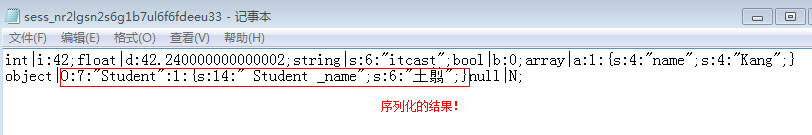 sess_nr2lgsn2s6g1b7ul6f6fdeeu33 - 记事本
文件(F) 编辑(E) 格式(O) 查看(V) 帮助(H)
int|i:42;float|d:42.240000000000002;string|s:6:"itcast";bool|b:0;array|a:1:{s:4:"name";s:4:"Kang";}
object|O:7:"Student":1:{s:14:" Student _name";s:6:"王翦";}null|N;
序列化的结果!